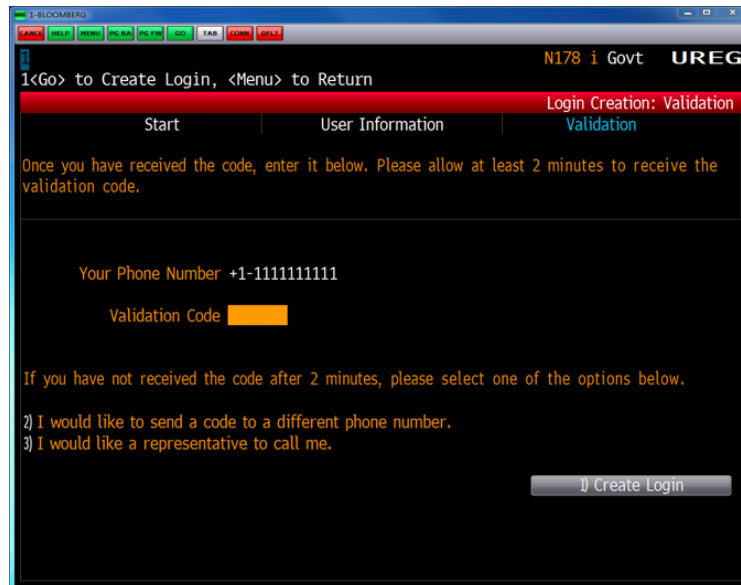 1-BLOOMBERG
CANCE HELP MENU PG BA PG FW GO TAB CONN DFLT
1
N178 i Govt UREG
1<Go> to Create Login, <Menu> to Return
Login Creation: Validation
Start User Information Validation
Once you have received the code, enter it below. Please allow at least 2 minutes to receive the
validation code.
Your Phone Number +1-1111111111
Validation Code
If you have not received the code after 2 minutes, please select one of the options below.
2) I would like to send a code to a different phone number.
3) I would like a representative to call me.
1) Create Login